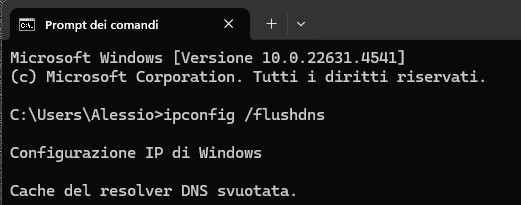 Prompt dei comandi
Microsoft Windows [Versione 10.0.22631.4541]
(c) Microsoft Corporation. Tutti i diritti riservati.
C:\Users\Alessio>ipconfig /flushdns
Configurazione IP di Windows
Cache del resolver DNS svuotata.